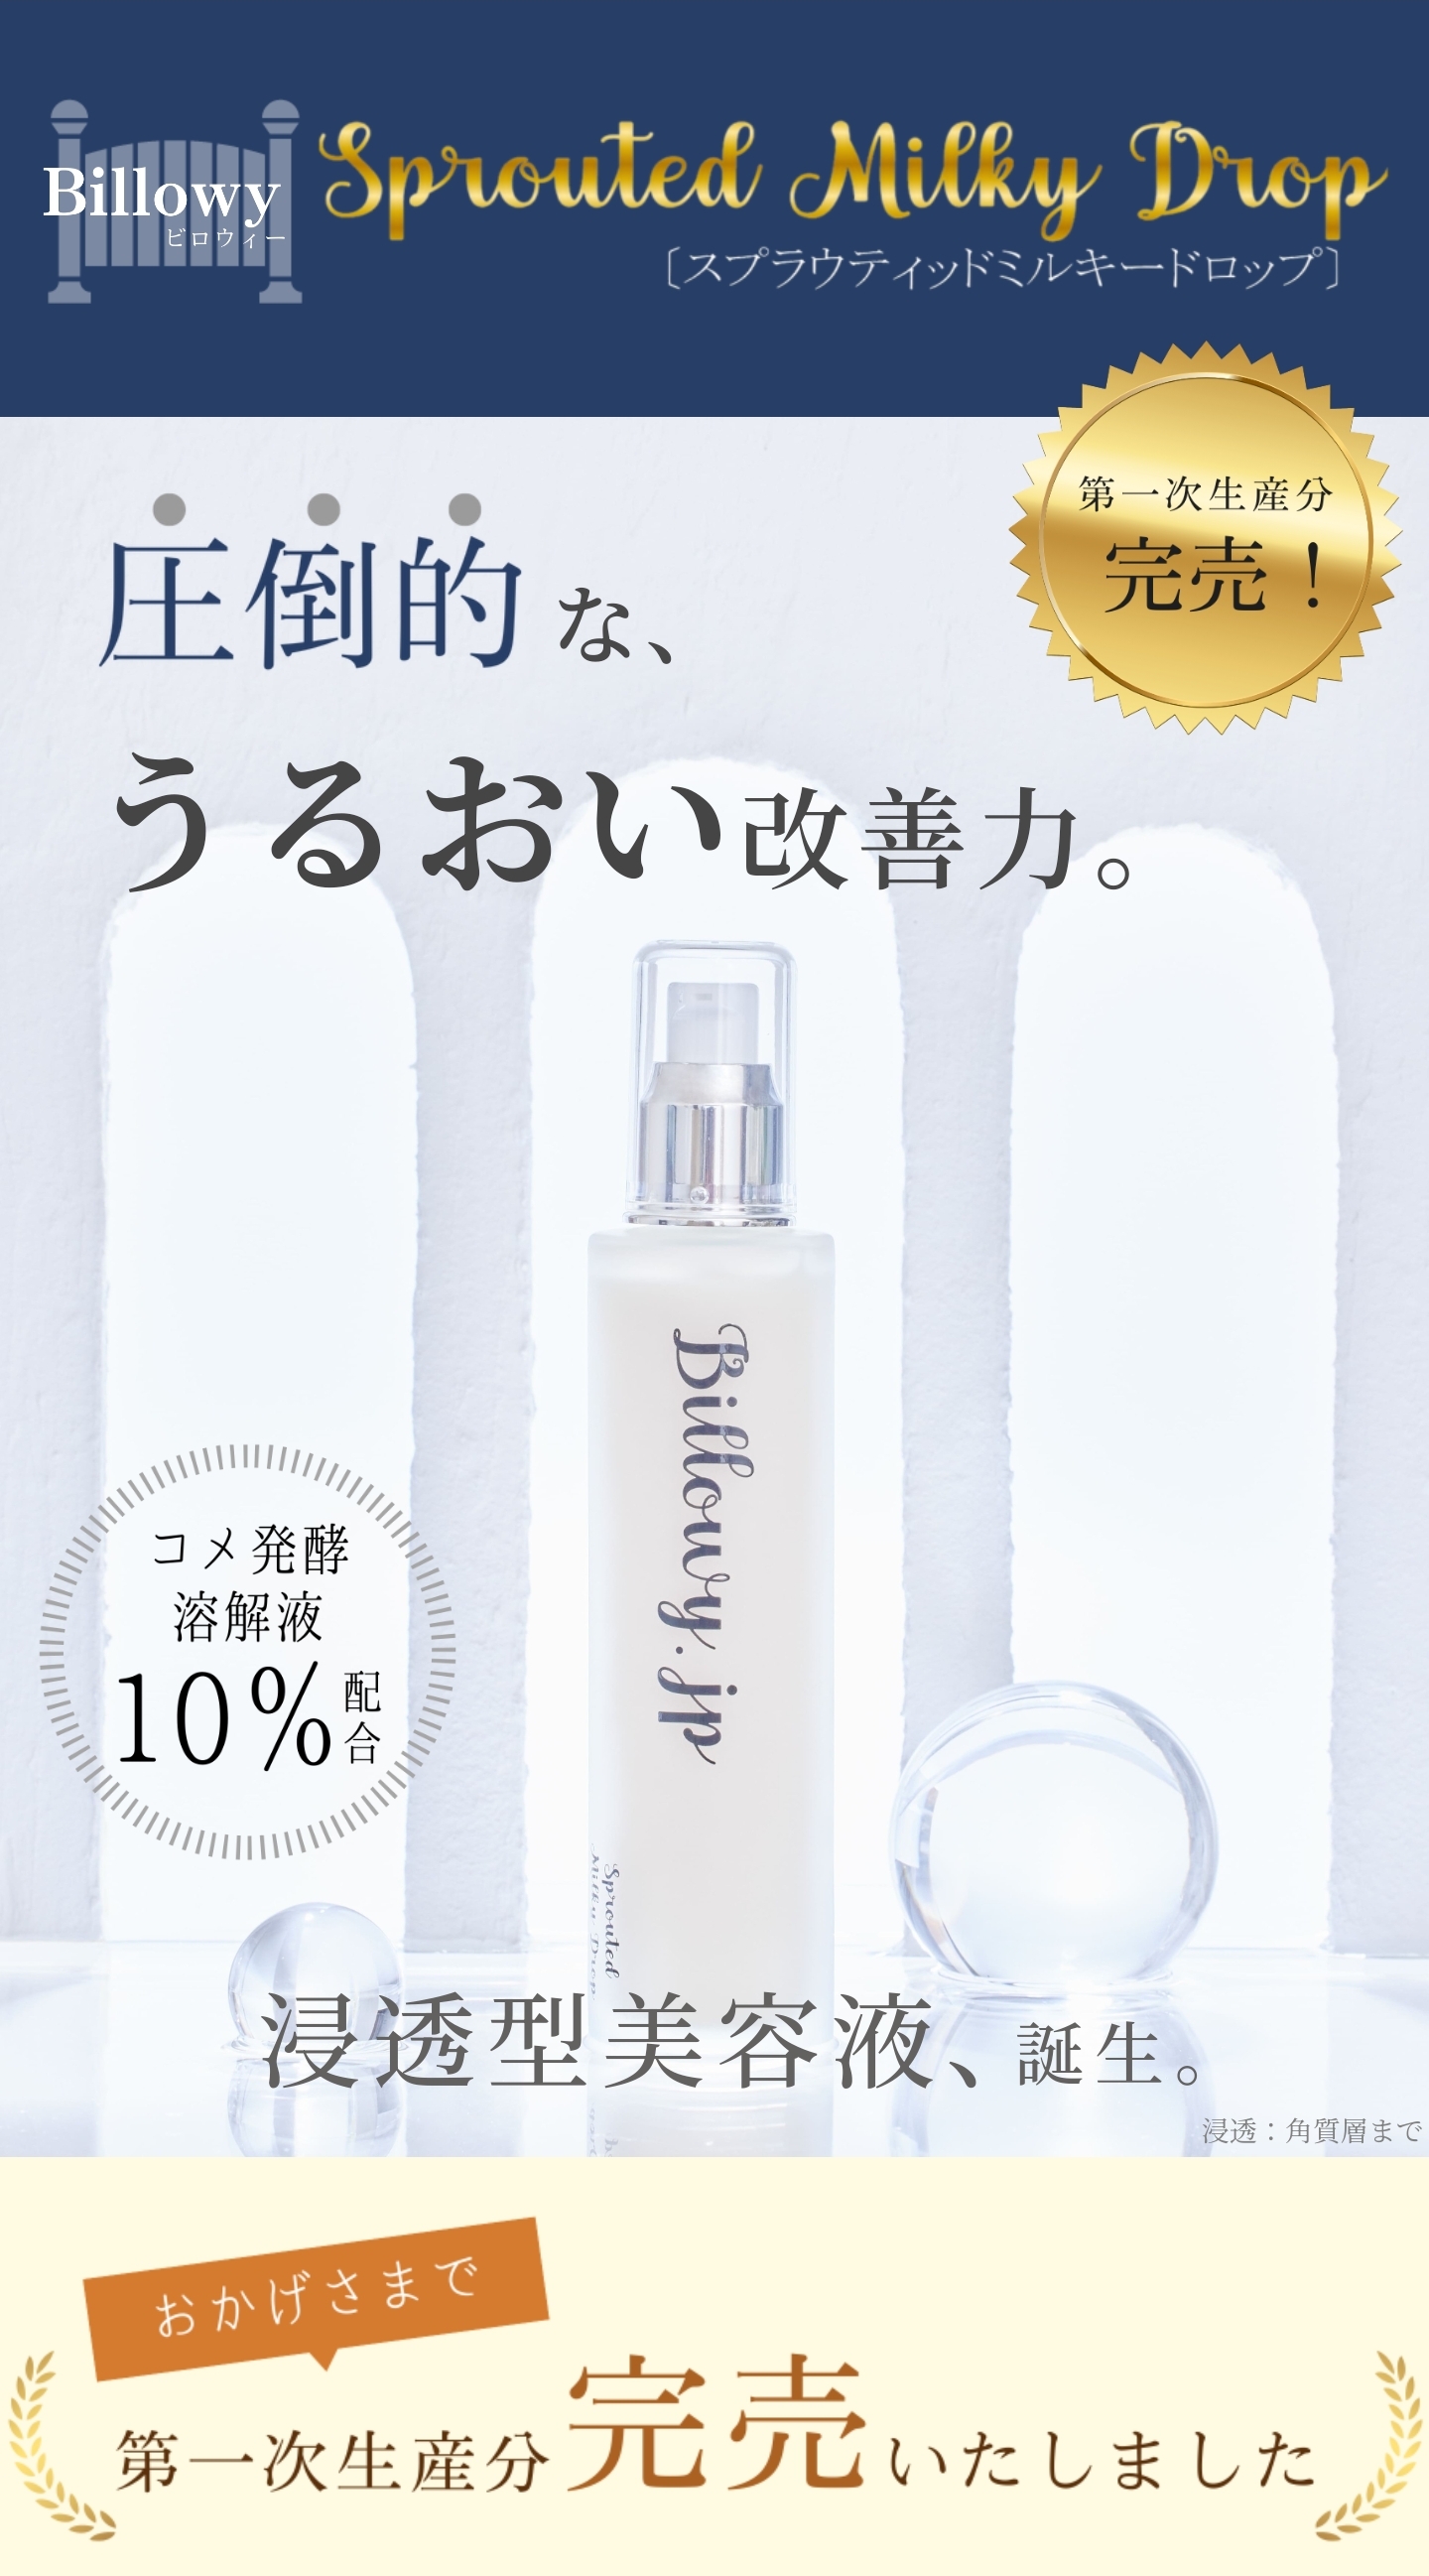 Billowy
ビロウィー
Sprouted Milky Drop
〔スプラウティッドミルキードロップ〕
第一次生産分
完売！
圧倒的な、
うるおい改善力。
Billowy.jp
コメ発酵
溶解液
10%配合
Sprouted
Milky Drop
浸透型美容液、誕生。
浸透：角質層まで
おかげさまで
第一次生産分完売いたしました